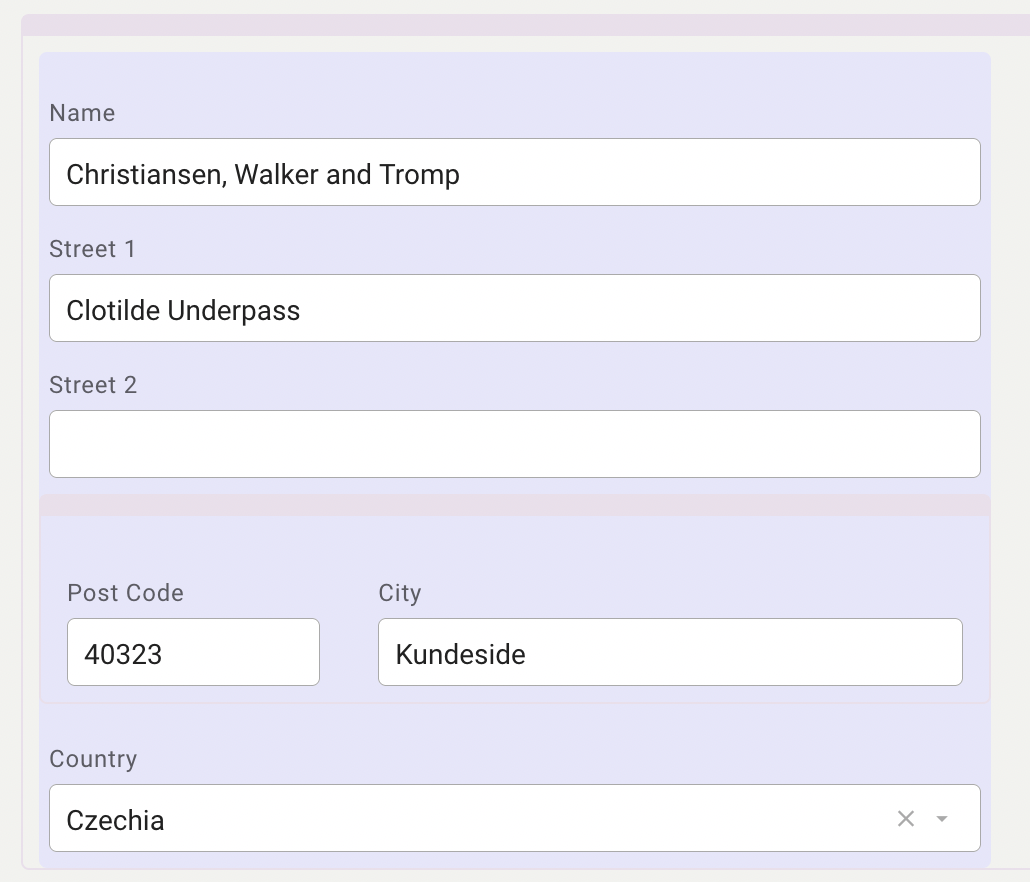 Name
Christiansen, Walker and Tromp
Street 1
Clotilde Underpass
Street 2
Post Code City
40323 Kundeside
Country
Czechia